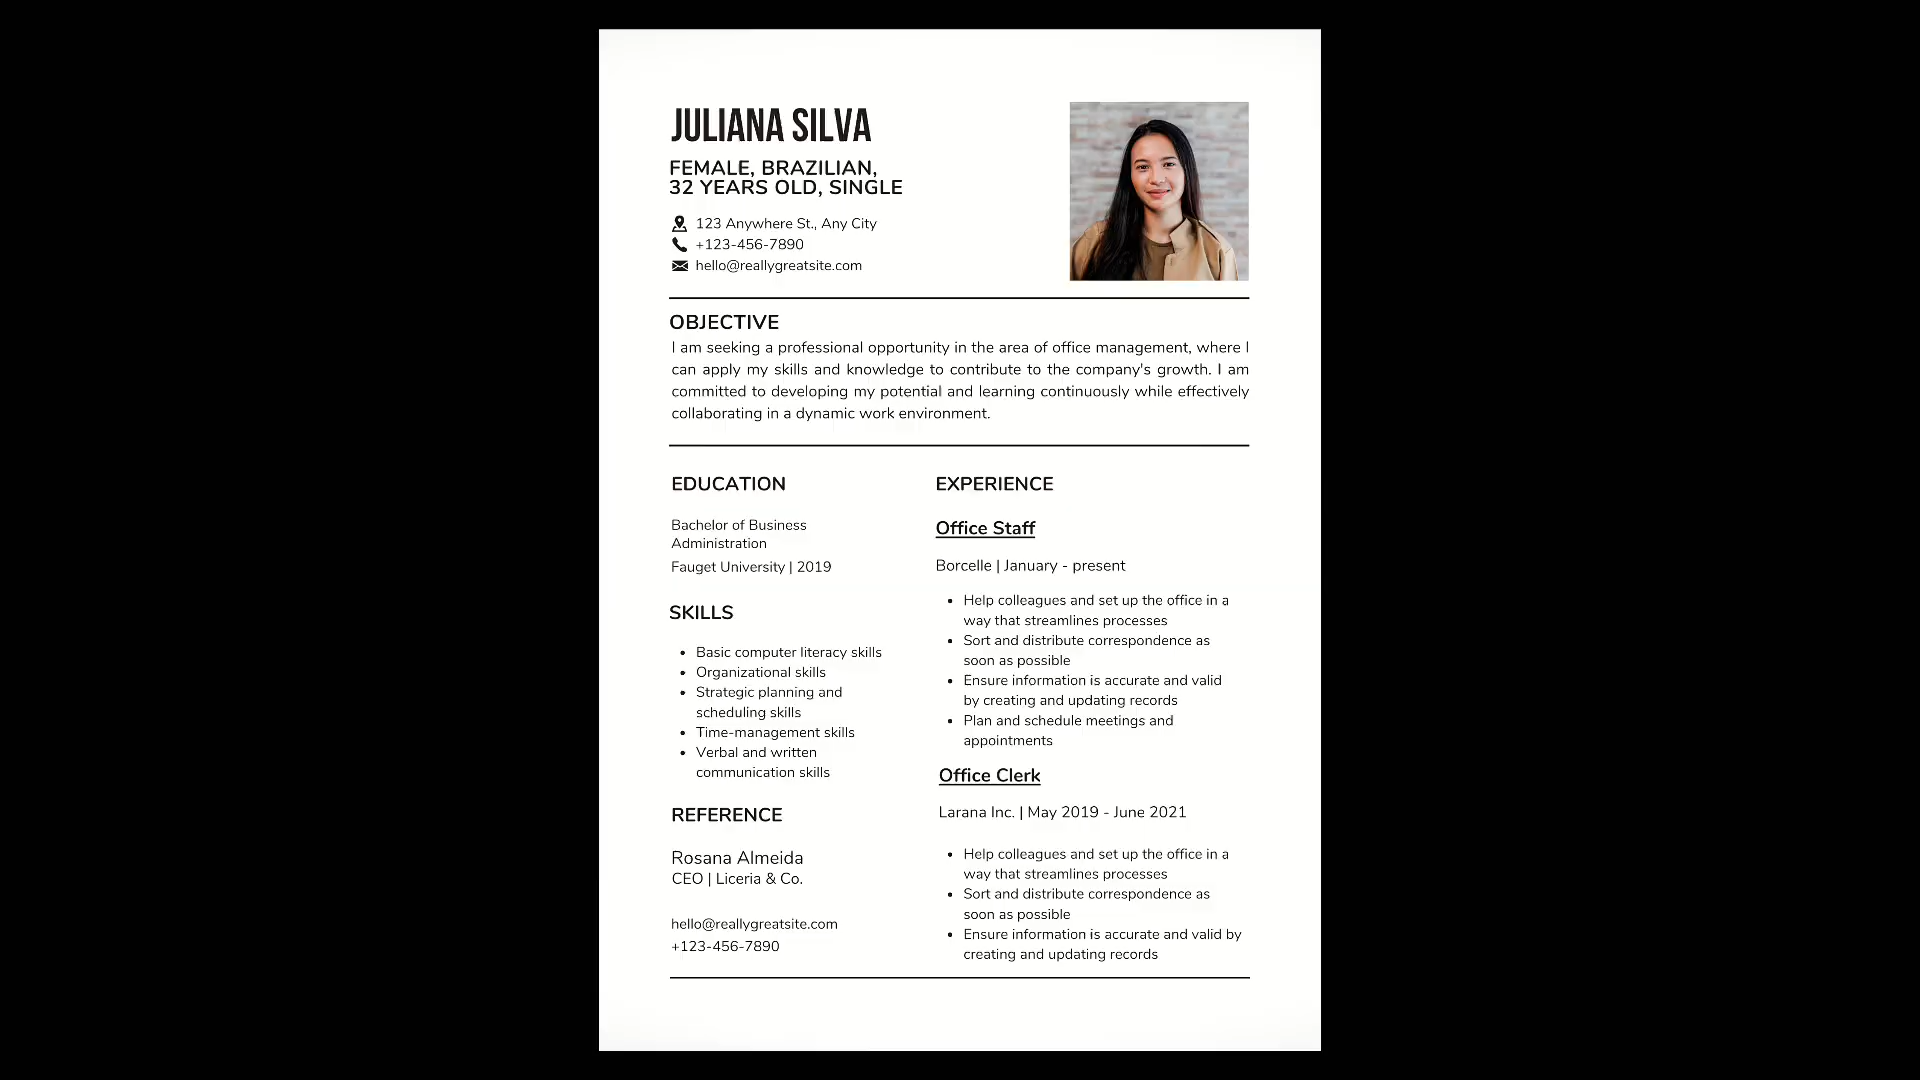 JULIANA SILVA
FEMALE, BRAZILIAN,
32 YEARS OLD, SINGLE
123 Anywhere St., Any City
+123-456-7890
hello@reallygreatsite.com
OBJECTIVE
I am seeking a professional opportunity in the area of office management, where I
can apply my skills and knowledge to contribute to the company's growth. I am
committed to developing my potential and learning continuously while effectively
collaborating in a dynamic work environment.
EDUCATION
Bachelor of Business
Administration
Fauget University | 2019
SKILLS
• Basic computer literacy skills
• Organizational skills
• Strategic planning and
scheduling skills
• Time-management skills
• Verbal and written
communication skills
REFERENCE
Rosana Almeida
CEO | Liceria & Co.
hello@reallygreatsite.com
+123-456-7890
EXPERIENCE
Office Staff
Borcelle | January - present
• Help colleagues and set up the office in a
way that streamlines processes
• Sort and distribute correspondence as
soon as possible
• Ensure information is accurate and valid
by creating and updating records
• Plan and schedule meetings and
appointments
Office Clerk
Larana Inc. | May 2019 - June 2021
• Help colleagues and set up the office in a
way that streamlines processes
• Sort and distribute correspondence as
soon as possible
• Ensure information is accurate and valid by
creating and updating records